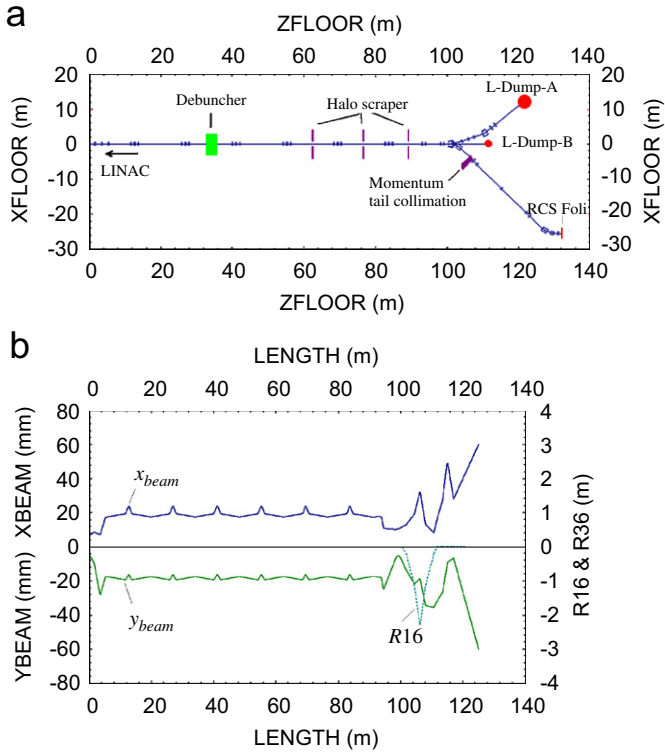 a
ZFLOOR (m)
0 20 40 60 80 100 120 140
XFLOOR (m)
20
10
0
-10
-20
-30
Debuncher
Halo scraper
L-Dump-A
L-Dump-B
LINAC
Momentum
tail collimation
RCS Foil
20
10
0
-10
-20
-30
XFLOOR (m)
0 20 40 60 80 100 120 140
ZFLOOR (m)
b
LENGTH (m)
0 20 40 60 80 100 120 140
YBEAM (mm) XBEAM (mm)
80
60
40
20
0
-20
-40
-60
-80
x beam
y beam
R16
4
3
2
1
0
-1
-2
-3
-4
R16 & R36 (m)
0 20 40 60 80 100 120 140
LENGTH (m)